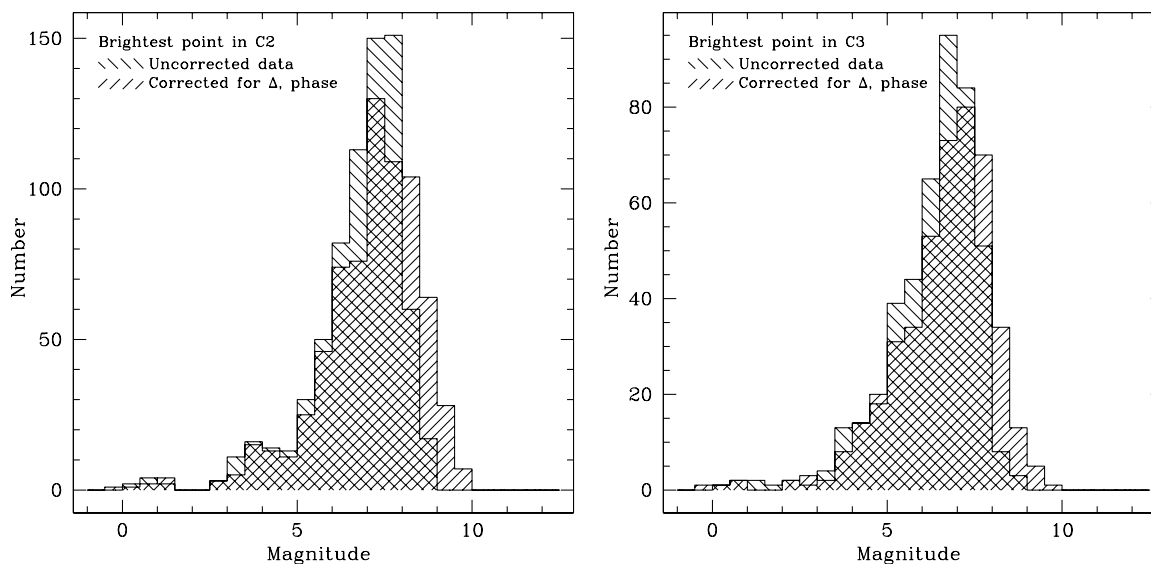 Brightest point in C2
Uncorrected data
Corrected for Δ, phase
150
100
50
0
Number
0 5 10
Magnitude
Brightest point in C3
Uncorrected data
Corrected for Δ, phase
80
60
40
20
0
Number
0 5 10
Magnitude